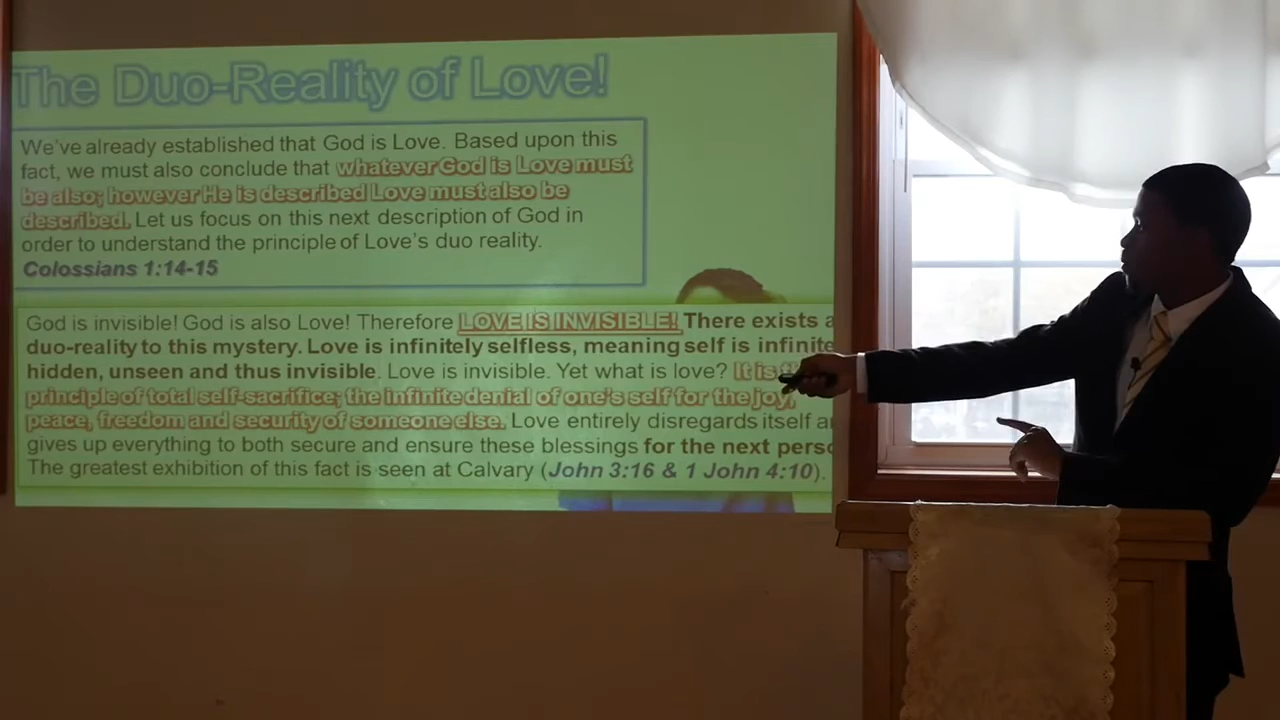 The Duo-Reality of Love!
We've already established that God is Love. Based upon this
fact, we must also conclude that whatever God is Love must
be also; however He is described Love must also be
described. Let us focus on this next description of God in
order to understand the principle of Love's duo reality.
Colossians 1:14-15
God is invisible! God is also Love! Therefore LOVE IS INVISIBLE! There exists a
duo-reality to this mystery. Love is infinitely selfless, meaning self is infinite
hidden, unseen and thus invisible. Love is invisible. Yet what is love? It is
principle of total self-sacrifice; the infinite denial of one's self for the joy,
peace, freedom and security of someone else. Love entirely disregards itself
gives up everything to both secure and ensure these blessings for the next
The greatest exhibition of this fact is seen at Calvary (John 3:16 & 1 John 4:10).